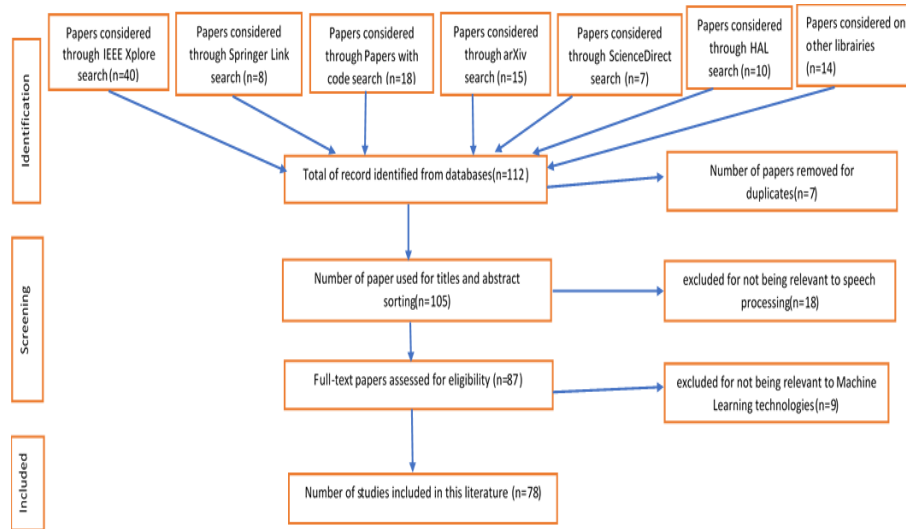 Papers considered
through IEEE Xplore
search (n=40)
Papers considered
through Springer Link
search (n=8)
Papers considered
through Papers with
code search (n=18)
Papers considered
through arXiv
search (n=15)
Papers considered
through ScienceDirect
search (n=7)
Papers considered
through HAL
search (n=10)
Papers considered on
other librairies
(n=14)
Identification
Total of record identified from databases(n=112)
Number of papers removed for
duplicates(n=7)
Screening
Number of paper used for titles and abstract
sorting(n=105)
excluded for not being relevant to speech
processing(n=18)
Full-text papers assessed for eligibility (n=87)
excluded for not being relevant to Machine
Learning technologies(n=9)
Included
Number of studies included in this literature (n=78)